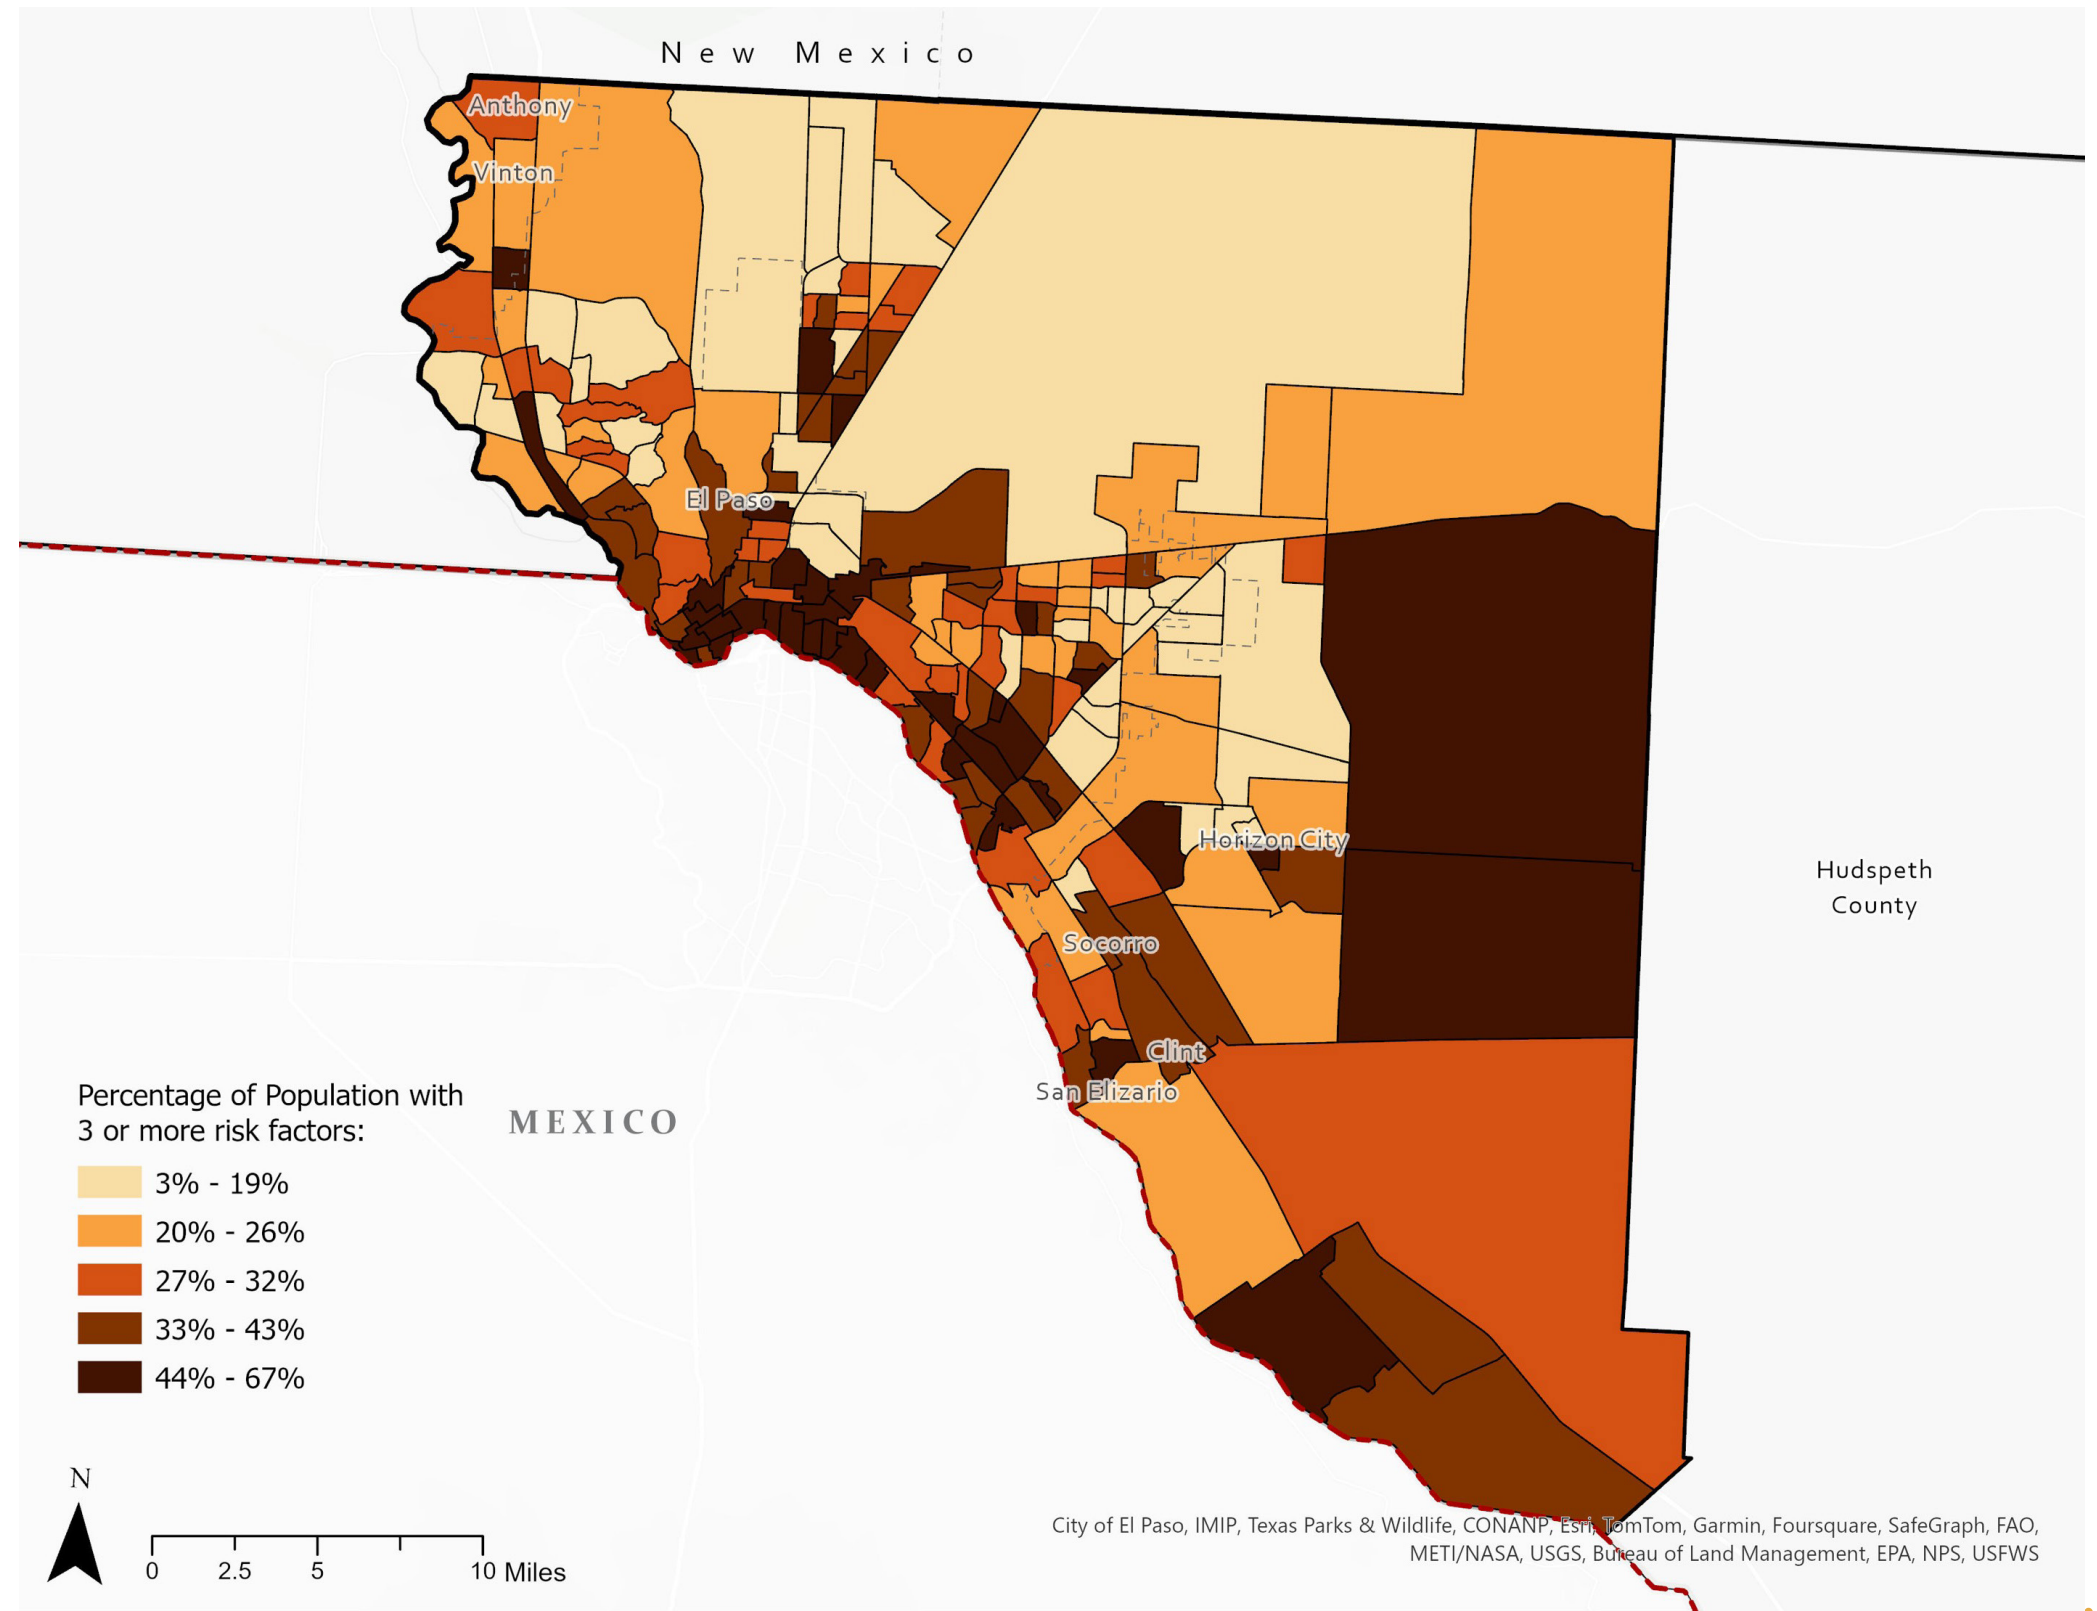 New Mexico
Anthony
Vinton
El Paso
Horizon City
Hudspeth
County
Socorro
Clint
San Elizario
MEXICO
Percentage of Population with
3 or more risk factors:
3% - 19%
20% - 26%
27% - 32%
33% - 43%
44% - 67%
N
0 2.5 5 10 Miles
City of El Paso, IMIP, Texas Parks & Wildlife, CONANP, Esri, TomTom, Garmin, Foursquare, SafeGraph, FAO,
METI/NASA, USGS, Bureau of Land Management, EPA, NPS, USFWS